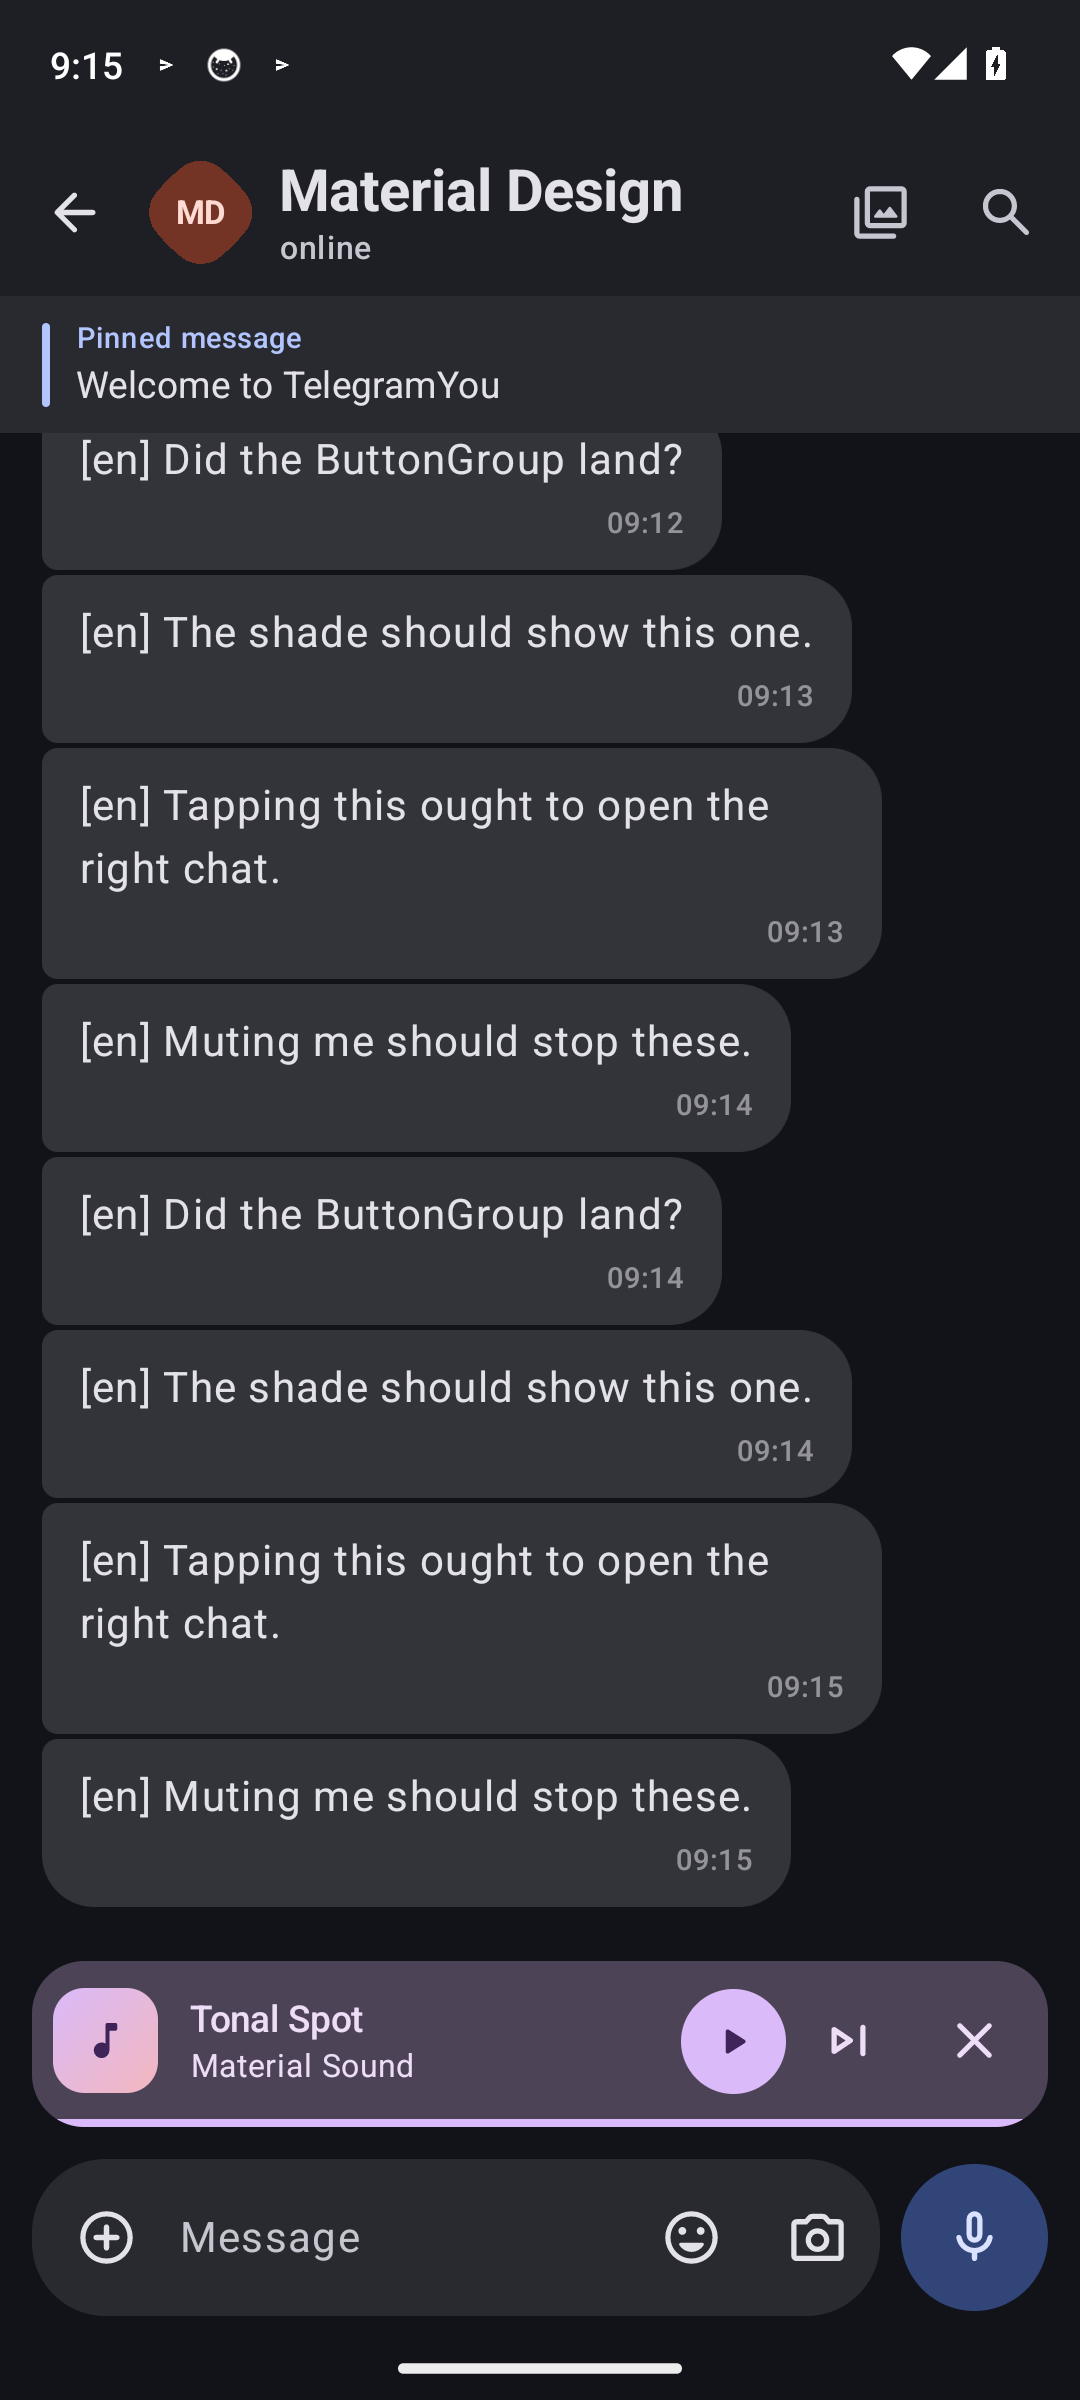 9:15
MD
Material Design
online
Pinned message
Welcome to TelegramYou
[en] Did the ButtonGroup land?
09:12
[en] The shade should show this one.
09:13
[en] Tapping this ought to open the
right chat.
09:13
[en] Muting me should stop these.
09:14
[en] Did the ButtonGroup land?
09:14
[en] The shade should show this one.
09:14
[en] Tapping this ought to open the
right chat.
09:15
[en] Muting me should stop these.
09:15
Tonal Spot
Material Sound
Message